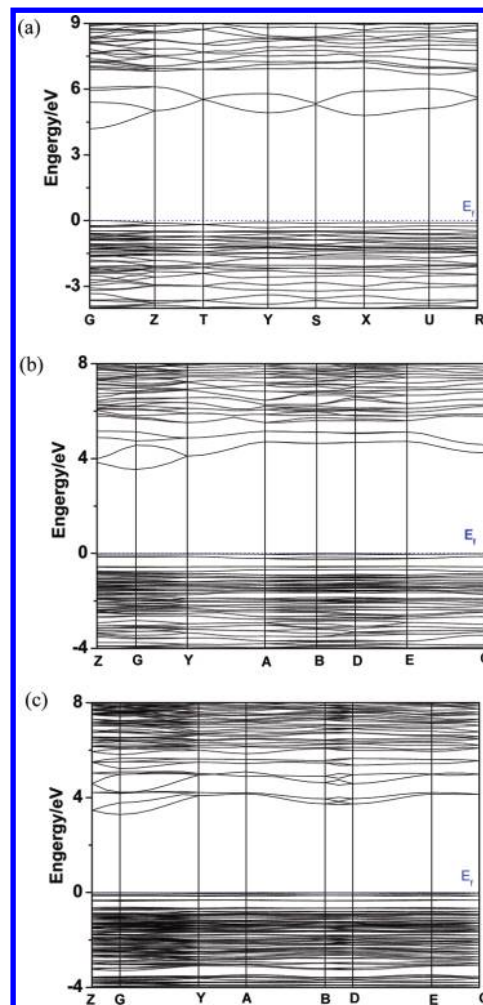 (a)
9
6
3
0
-3
Engergy/eV
Ef
G Z T Y S X U R
(b)
8
4
0
-4
Engergy/eV
Ef
Z G Y A B D E
(c)
8
4
0
-4
Engergy/eV
Ef
Z G Y A B D E